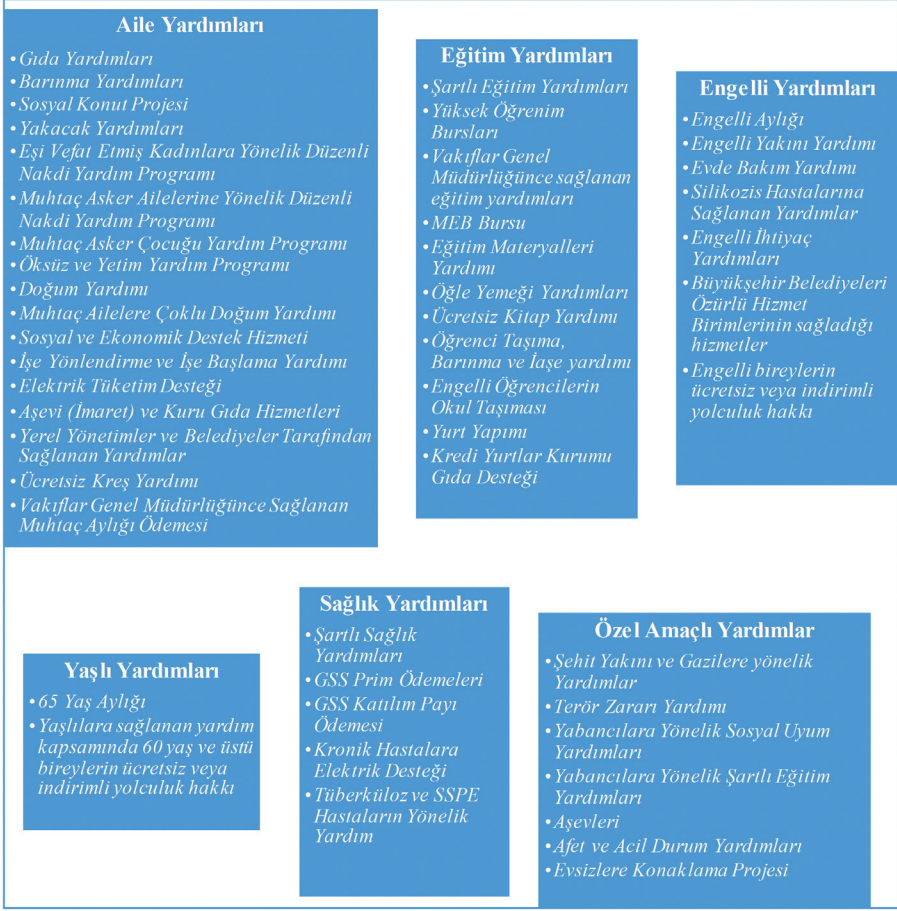 Aile Yardımları
•Gıda Yardımları
•Barınma Yardımları
•Sosyal Konut Projesi
•Yakacak Yardımları
•Eşi Vefat Etmiş Kadınlara Yönelik Düzenli
Nakdi Yardım Programı
•Muhtaç Asker Ailelerine Yönelik Düzenli
Nakdi Yardım Programı
•Muhtaç Asker Çocuğu Yardım Programı
•Öksüz ve Yetim Yardım Programı
•Doğum Yardımı
•Muhtaç Ailelere Çoklu Doğum Yardımı
•Sosyal ve Ekonomik Destek Hizmeti
•İşe Yönlendirme ve İşe Başlama Yardımı
•Elektrik Tüketim Desteği
•Aşevi (İmaret) ve Kuru Gıda Hizmetleri
•Yerel Yönetimler ve Belediyeler Tarafından
Sağlanan Yardımlar
•Ücretsiz Kreş Yardımı
•Vakıflar Genel Müdürlüğünce Sağlanan
Muhtaç Aylığı Ödemesi
Eğitim Yardımları
•Şartlı Eğitim Yardımları
•Yüksek Öğrenim
Bursları
•Vakıflar Genel
Müdürlüğünce sağlanan
eğitim yardımları
•MEB Bursu
•Eğitim Materyalleri
Yardımı
•Öğle Yemeği Yardımları
•Ücretsiz Kitap Yardımı
•Öğrenci Taşıma,
Barınma ve İaşe yardımı
•Engelli Öğrencilerin
Okul Taşıması
•Yurt Yapımı
•Kredi Yurtlar Kurumu
Gıda Desteği
Engelli Yardımları
•Engelli Aylığı
•Engelli Yakını Yardımı
•Evde Bakım Yardımı
•Silikozis Hastalarına
Sağlanan Yardımlar
•Engelli İhtiyaç
Yardımları
•Büyükşehir Belediyeleri
Özürlü Hizmet
Birimlerinin sağladığı
hizmetler
•Engelli bireylerin
ücretsiz veya indirimli
yolculuk hakkı
Yaşlı Yardımları
•65 Yaş Aylığı
•Yaşlılara sağlanan yardım
kapsamında 60 yaş ve üstü
bireylerin ücretsiz veya
indirimli yolculuk hakkı
Sağlık Yardımları
•Şartlı Sağlık
Yardımları
•GSS Prim Ödemeleri
•GSS Katılım Payı
Ödemesi
•Kronik Hastalara
Elektrik Desteği
•Tüberküloz ve SSPE
Hastaların Yönelik
Yardım
Özel Amaçlı Yardımlar
•Şehit Yakını ve Gazilere yönelik
Yardımlar
•Terör Zararı Yardımı
•Yabancılara Yönelik Sosyal Uyum
Yardımları
•Yabancılara Yönelik Şartlı Eğitim
Yardımları
•Aşevleri
•Afet ve Acil Durum Yardımları
•Evsizlere Konaklama Projesi